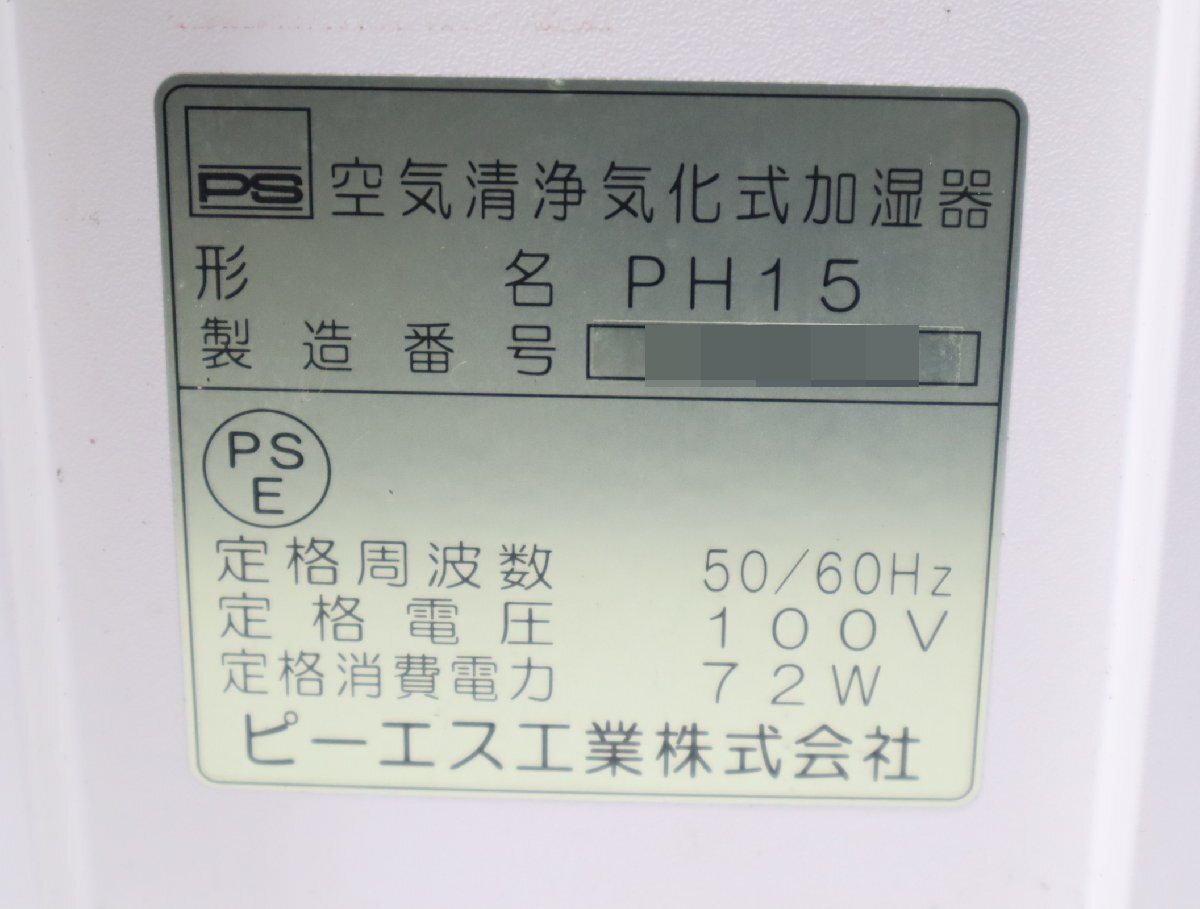 PS 空気清浄気化式加湿器
形名 PH15
製造番号
PS
E
定格周波数 50/60Hz
定格電圧 100V
定格消費電力 72W
ピーエス工業株式会社